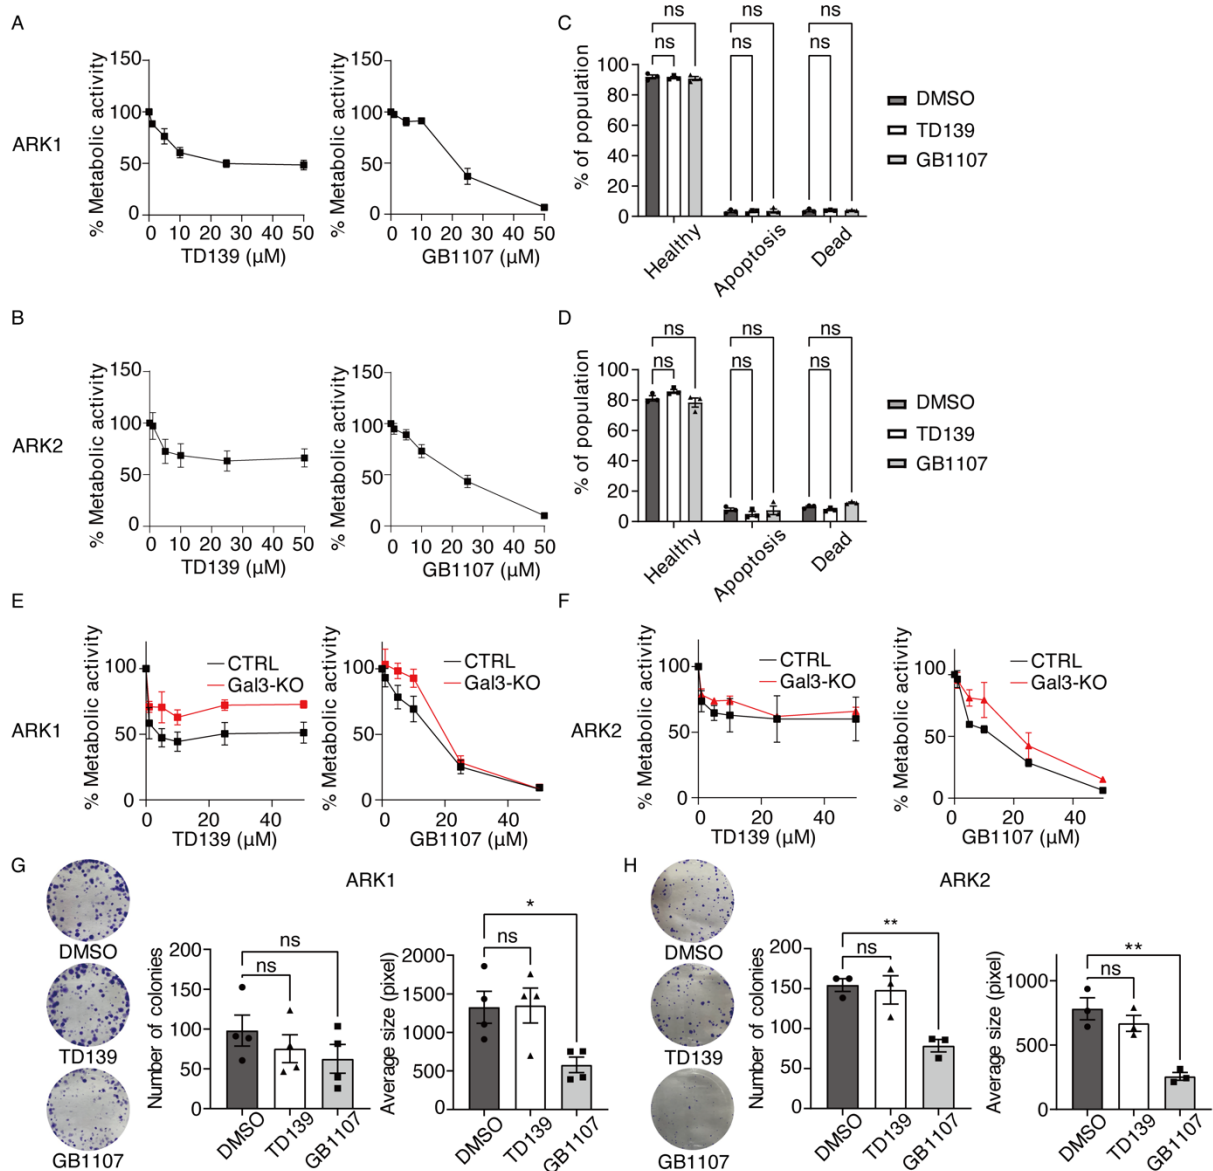 A
ARK1
% Metabolic activity
150
100
50
0
0 10 20 30 40 50
TD139 (µM)
% Metabolic activity
150
100
50
0
0 10 20 30 40 50
GB1107 (µM)
C
% of population
100
80
60
40
20
0
ns
ns
ns
ns
ns
ns
Healthy
Apoptosis
Dead
DMSO
TD139
GB1107
B
ARK2
% Metabolic activity
150
100
50
0
0 10 20 30 40 50
TD139 (µM)
% Metabolic activity
150
100
50
0
0 10 20 30 40 50
GB1107 (µM)
D
% of population
100
80
60
40
20
0
ns
ns
ns
ns
ns
ns
Healthy
Apoptosis
Dead
DMSO
TD139
GB1107
E
ARK1
% Metabolic activity
100
50
0
0 20 40
TD139 (µM)
CTRL
Gal3-KO
% Metabolic activity
100
50
0
0 20 40
GB1107 (µM)
CTRL
Gal3-KO
F
ARK2
% Metabolic activity
100
50
0
0 20 40
TD139 (µM)
CTRL
Gal3-KO
% Metabolic activity
100
50
0
0 20 40
GB1107 (µM)
CTRL
Gal3-KO
G
ARK1
DMSO
TD139
GB1107
Number of colonies
200
150
100
50
0
ns
ns
DMSO
TD139
GB1107
Average size (pixel)
2000
1500
1000
500
0
*
ns
DMSO
TD139
GB1107
H
ARK2
DMSO
TD139
GB1107
Number of colonies
200
150
100
50
0
**
ns
DMSO
TD139
GB1107
Average size (pixel)
1000
500
0
**
ns
DMSO
TD139
GB1107